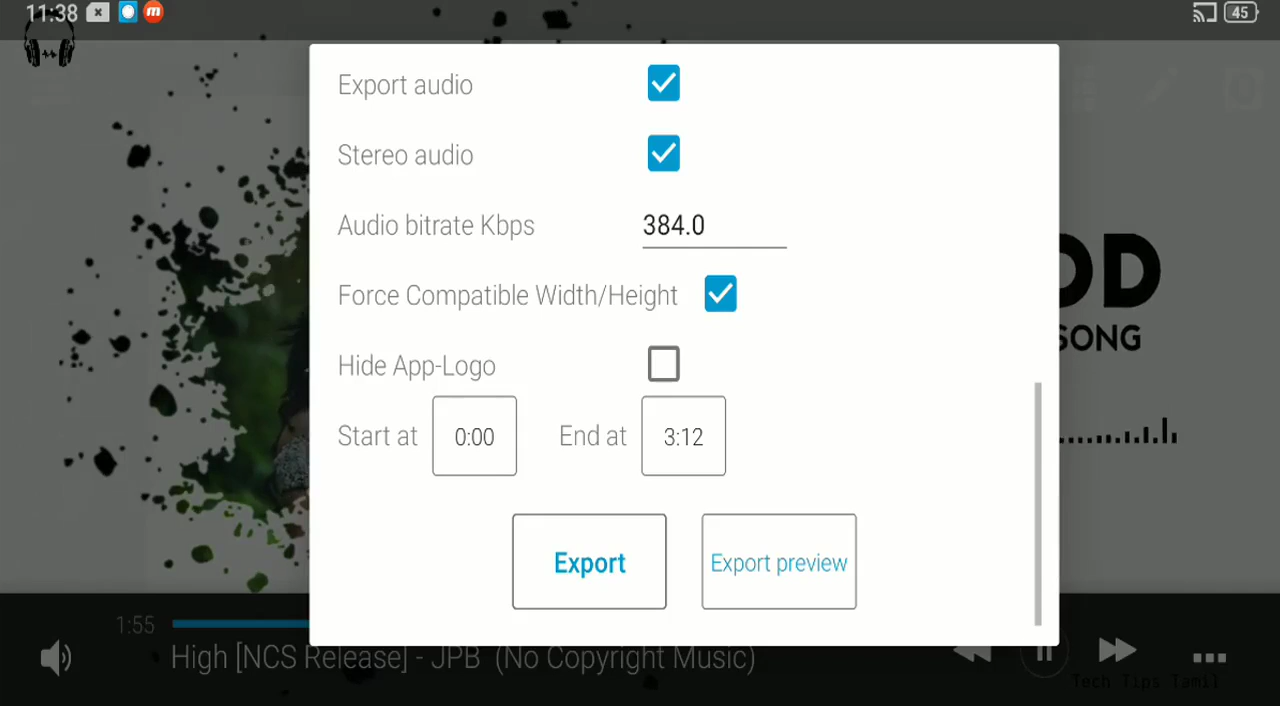 11:38
45
Export audio
Stereo audio
Audio bitrate Kbps 384.0
Force Compatible Width/Height
Hide App-Logo
Start at 0:00 End at 3:12
Export Export preview
OD
SONG
1:55
High [NCS Release] - JPB (No Copyright Music)
Tech Tips Tamil